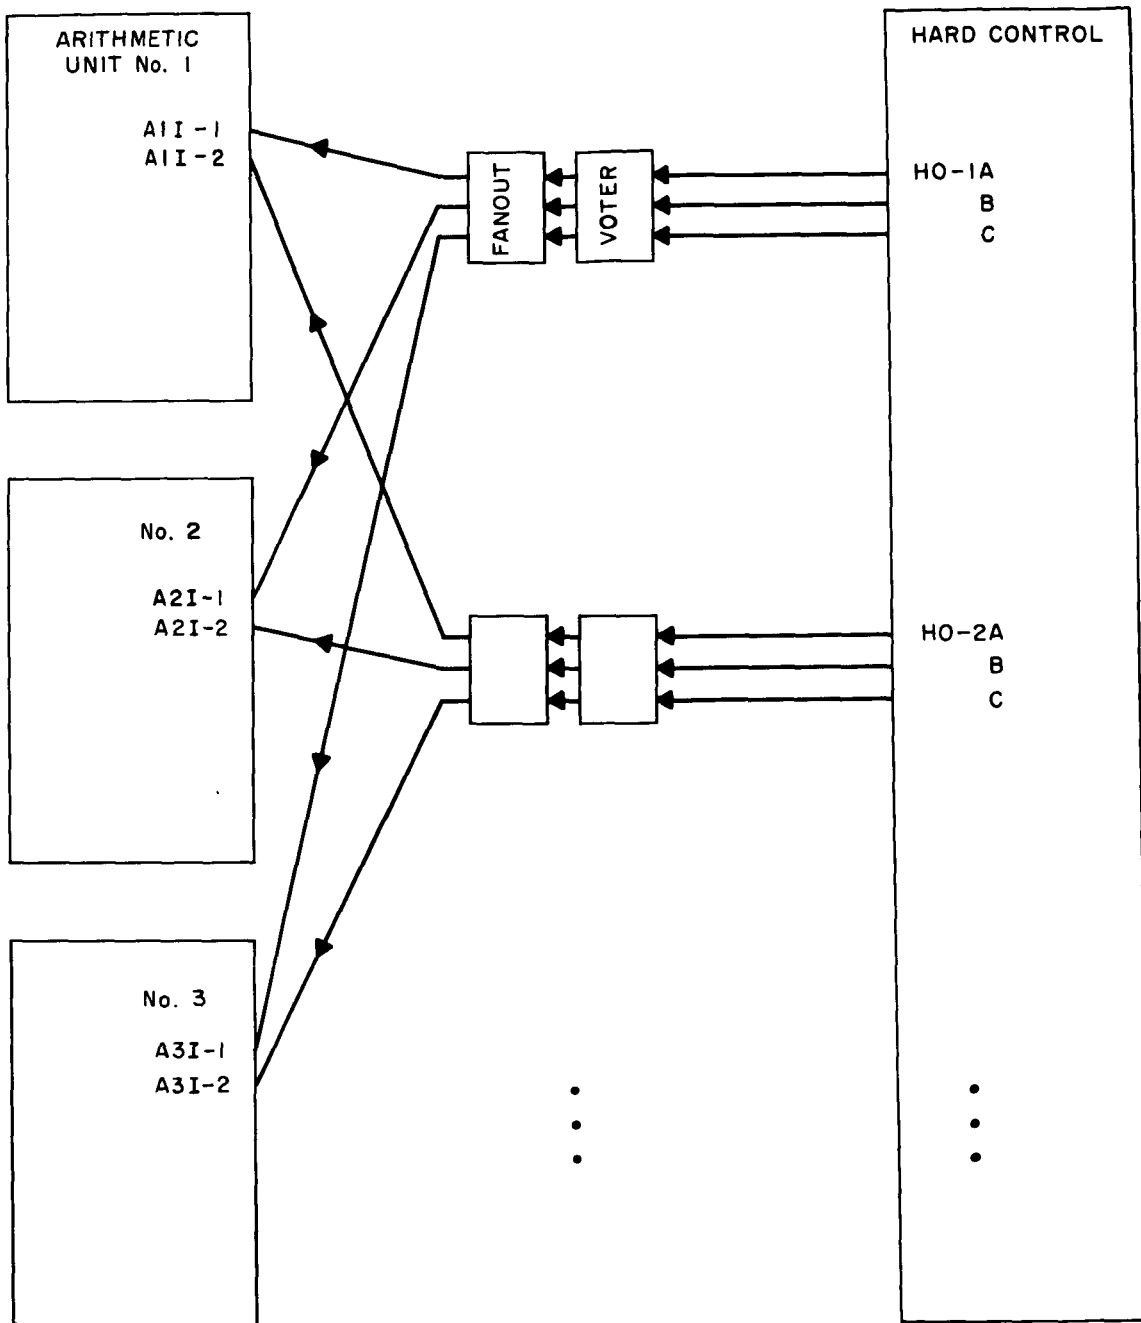 ARITHMETIC
UNIT No. 1
A1I-1
A1I-2
FANOUT
VOTER
HARD CONTROL
HO-1A
B
C
No. 2
A2I-1
A2I-2
HO-2A
B
C
No. 3
A3I-1
A3I-2